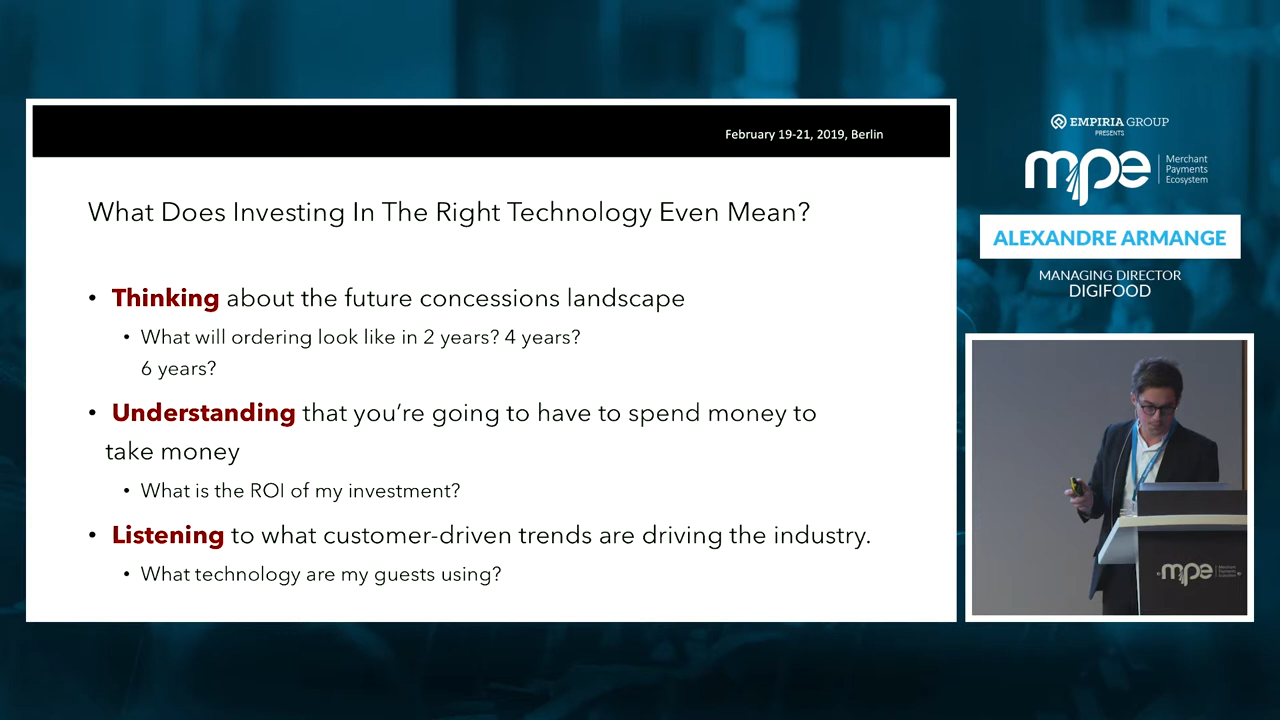 February 19-21, 2019, Berlin
What Does Investing In The Right Technology Even Mean?
• Thinking about the future concessions landscape
• What will ordering look like in 2 years? 4 years?
6 years?
• Understanding that you’re going to have to spend money to
take money
• What is the ROI of my investment?
• Listening to what customer-driven trends are driving the industry.
• What technology are my guests using?
EMPIRIA GROUP
PRESENTS
mpe
Merchant
Payments
Ecosystem
ALEXANDRE ARMANGE
MANAGING DIRECTOR
DIGIFOOD
mpe
Merchant
Payments
Ecosystem